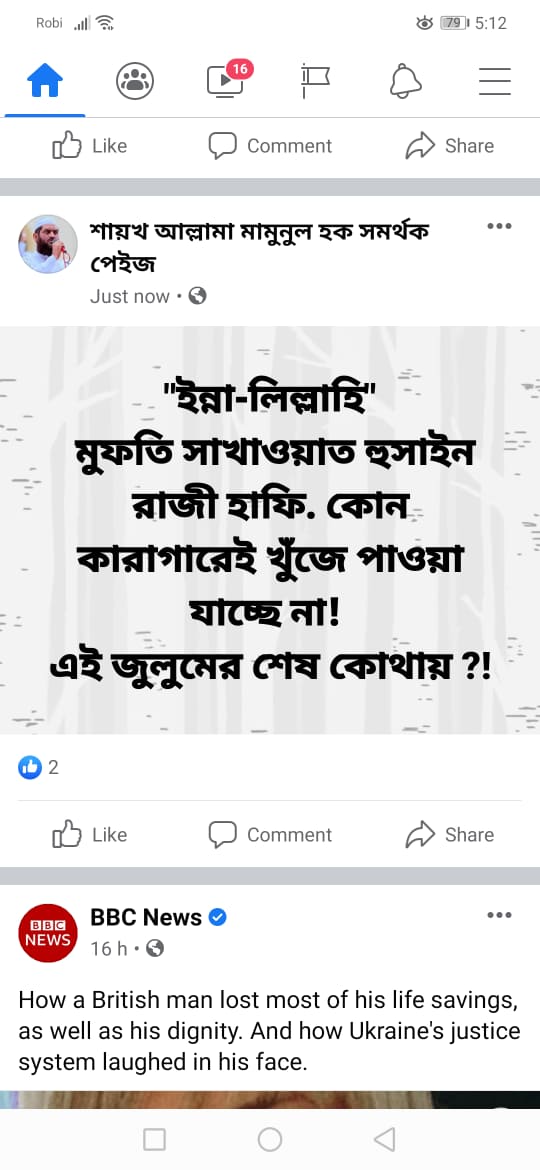 Robi 79 5:12
16
Like Comment Share
শায়খ আল্লামা মামুনুল হক সমর্থক
পেইজ
Just now •
"ইন্না-লিল্লাহি"
মুফতি সাখাওয়াত হুসাইন
রাজী হাফি. কোন
কারাগারেই খুঁজে পাওয়া
যাচ্ছে না!
এই জুলুমের শেষ কোথায় ?!
2
Like Comment Share
BBC NEWS
BBC News
16 h •
How a British man lost most of his life savings,
as well as his dignity. And how Ukraine's justice
system laughed in his face.